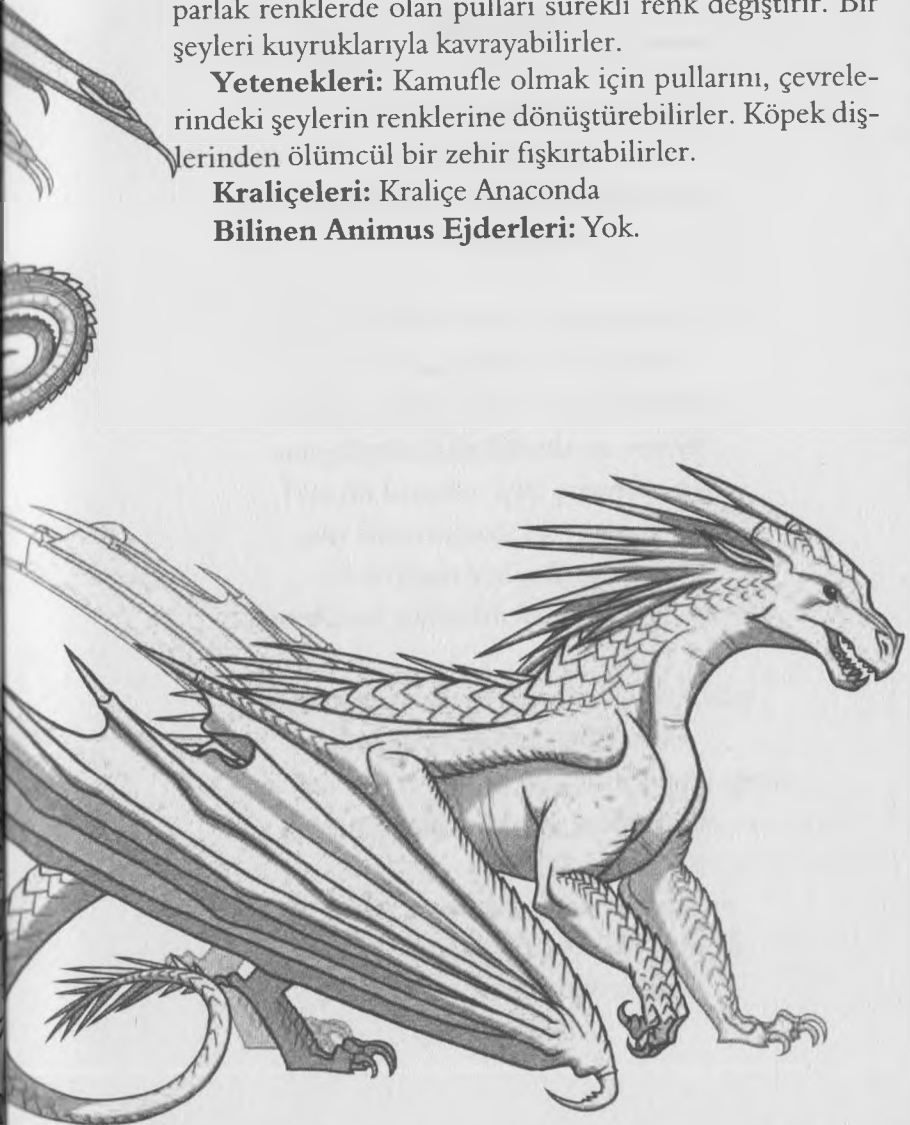 parlak renklerde olan pulları sürekli renk değiştirir. Bir
şeyleri kuyruklarıyla kavrayabilirler.
Yetenekleri: Kamufle olmak için pullarını, çevrele-
rindeki şeylerin renklerine dönüştürebilirler. Köpek diş-
lerinden ölümcül bir zehir fışkırtabilirler.
Kraliçeleri: Kraliçe Anaconda
Bilinen Animus Ejderleri: Yok.